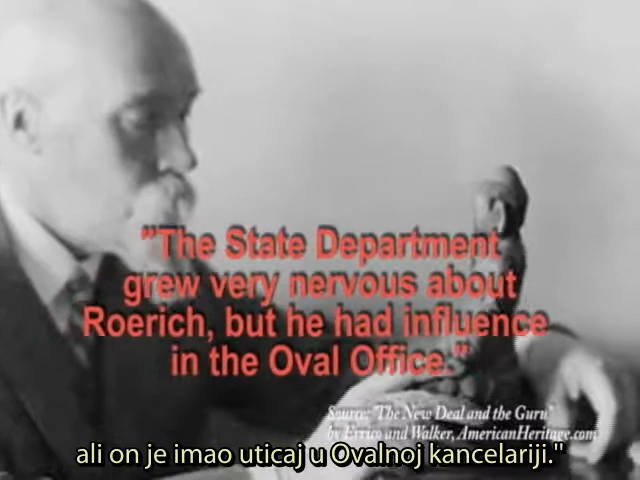 "The State Department
grew very nervous about
Roerich, but he had influence
in the Oval Office."
Source: "The New Deal and the Guru"
by Errico and Walker, AmericanHeritage.com
ali on je imao uticaj u Ovalnoj kancelariji."